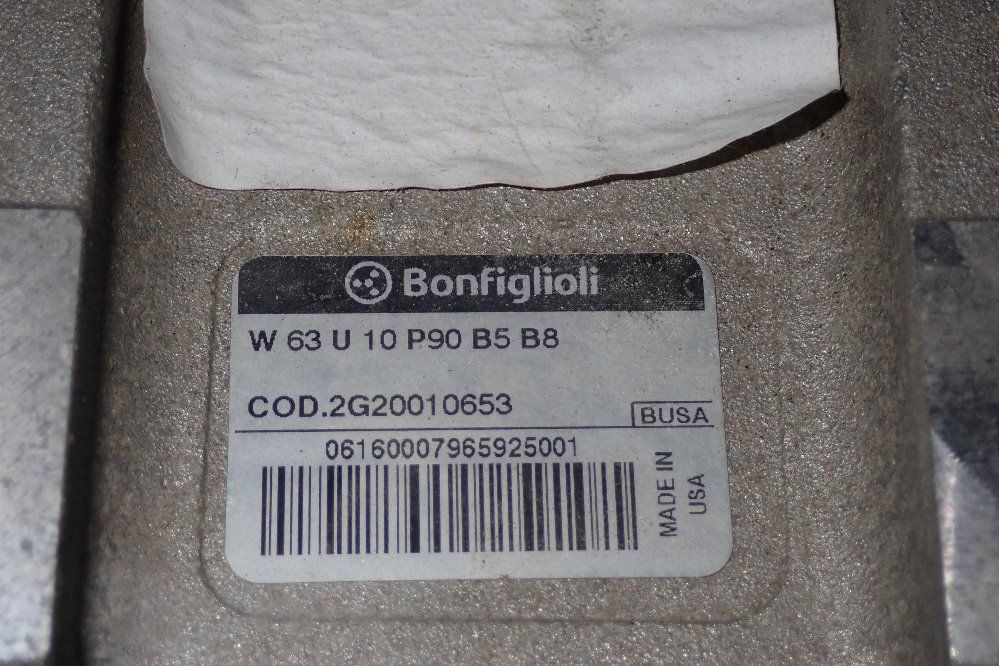 Bonfiglioli
W 63 U 10 P90 B5 B8
COD.2G20010653
BUSA
06160007965925001
MADE IN
USA